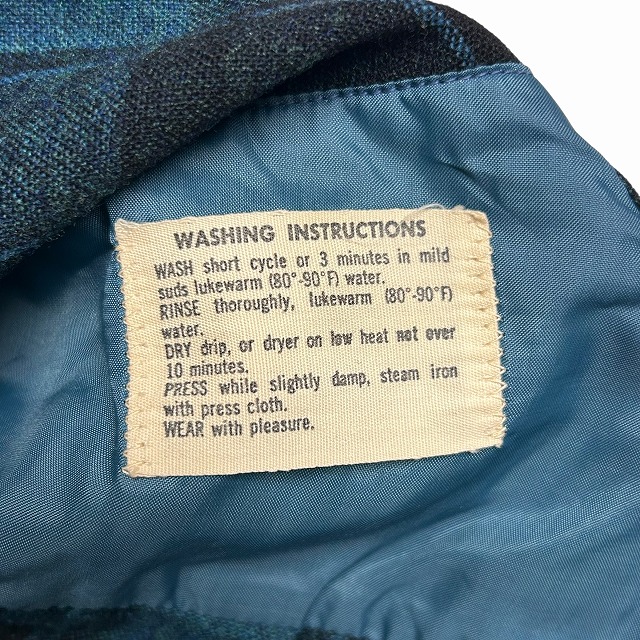 WASHING INSTRUCTIONS
WASH short cycle or 3 minutes in mild
suds lukewarm (80°-90°F) water.
RINSE thoroughly, lukewarm (80°-90°F)
water.
DRY drip, or dryer on low heat not over
10 minutes.
PRESS while slightly damp, steam iron
with press cloth.
WEAR with pleasure.